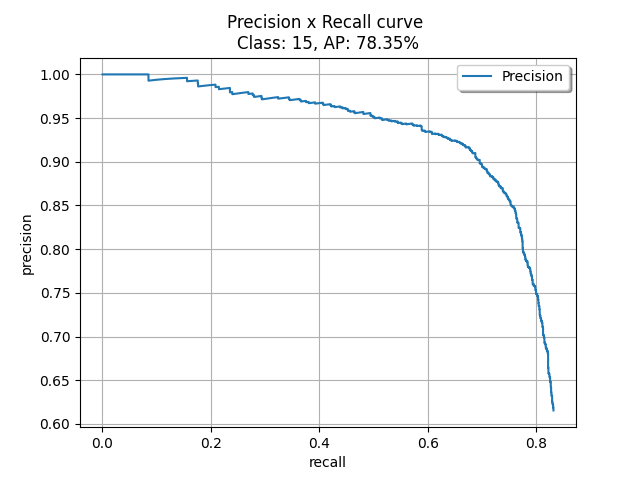 Precision x Recall curve
Class: 15, AP: 78.35%
Precision
1.00
0.95
0.90
0.85
0.80
0.75
0.70
0.65
0.60
precision
0.0 0.2 0.4 0.6 0.8
recall